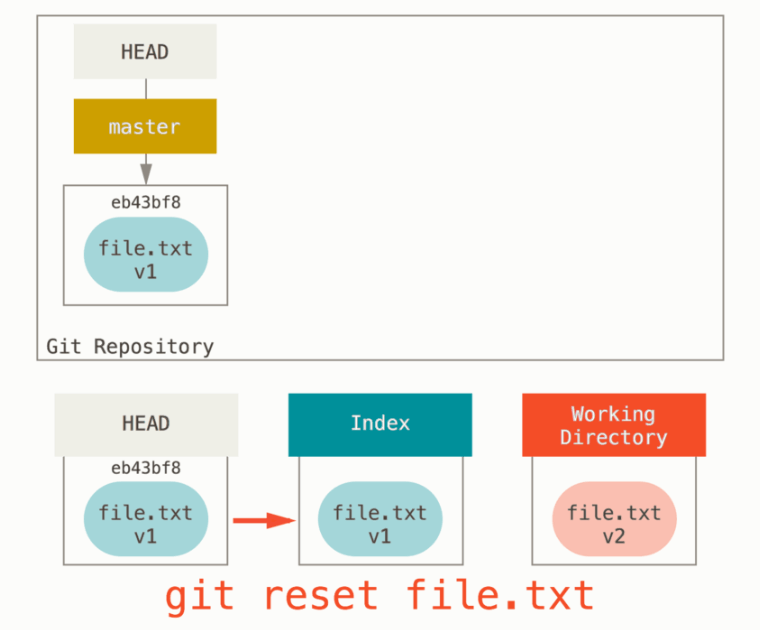 HEAD
master
eb43bf8
file.txt
v1
Git Repository
HEAD
Index
Working
Directory
eb43bf8
file.txt
v1
file.txt
v1
file.txt
v2
git reset file.txt